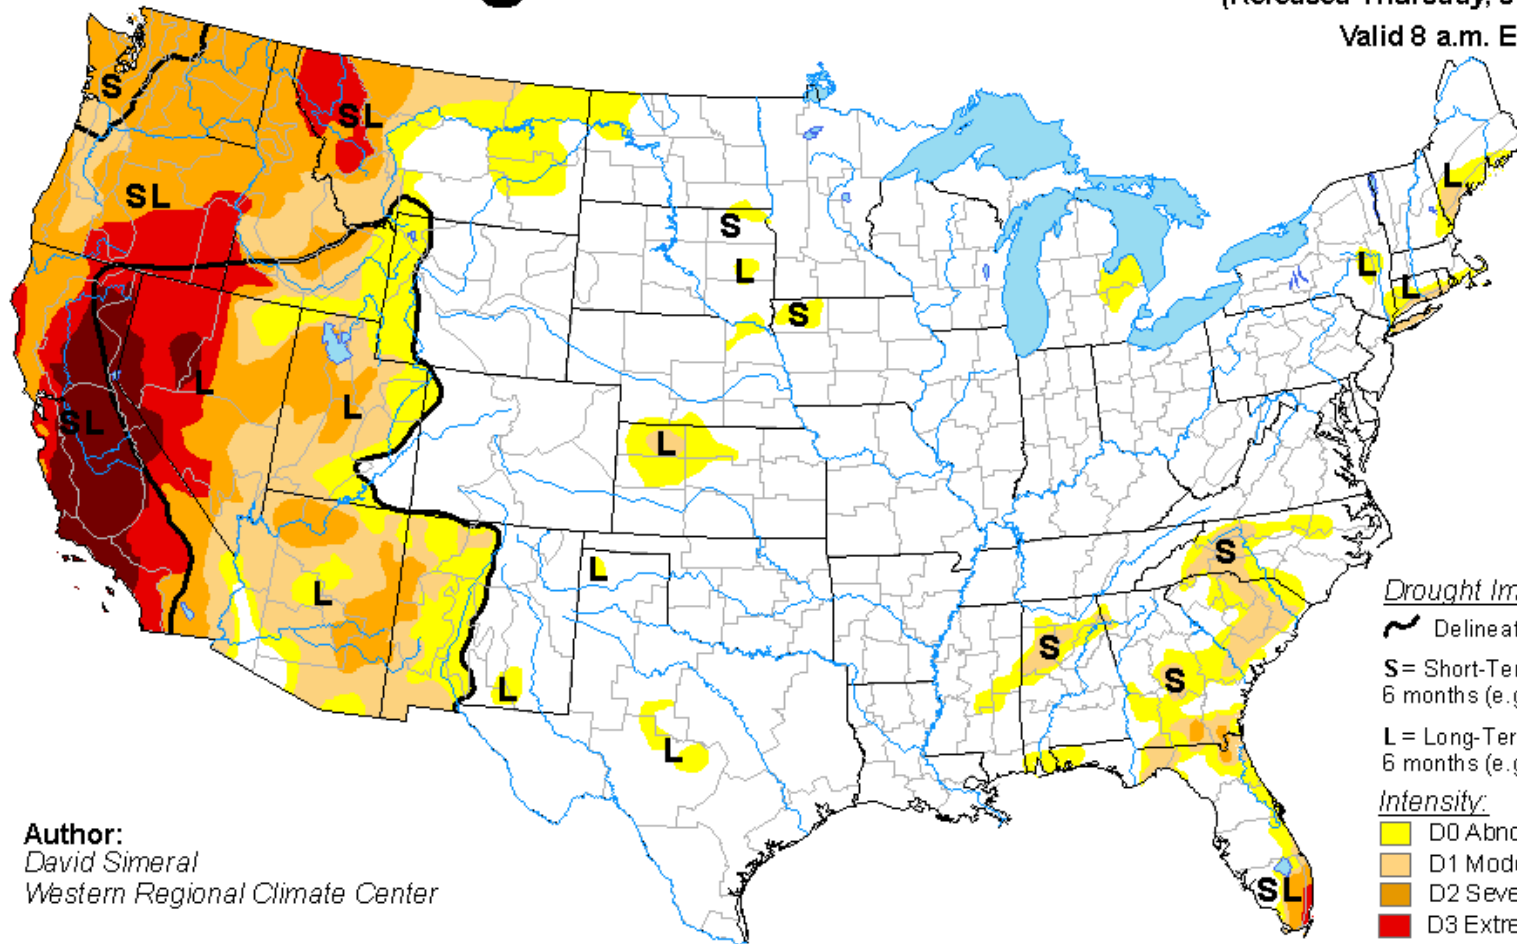 Valid 8 a.m. E
S
SL
SL
L
L
SL
L
L
S
L
S
L
L
L
L
L
L
L
S
S
S
SL
Drought Im
Delineat
S = Short-Ter
6 months (e.g
L = Long-Ter
6 months (e.g
Intensity:
D0 Abno
D1 Mode
D2 Seve
D3 Extre
Author:
David Simeral
Western Regional Climate Center